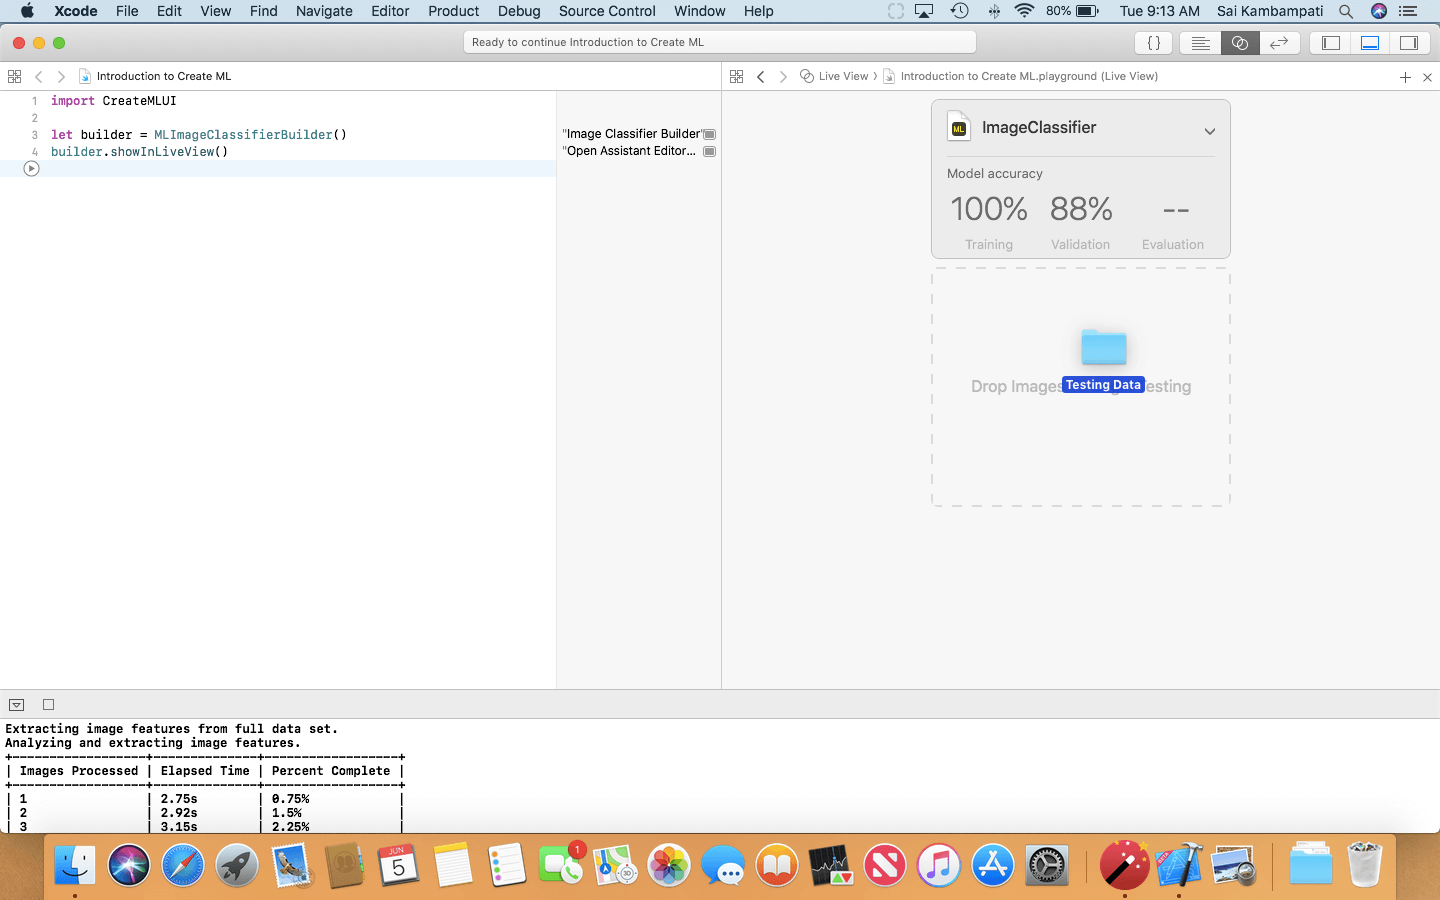 Xcode File Edit View Find Navigate Editor Product Debug Source Control Window Help 80% Tue 9:13 AM Sai Kambampati
Ready to continue Introduction to Create ML
{ }
Introduction to Create ML
Live View Introduction to Create ML.playground (Live View)
1 import CreateMLUI
2
3 let builder = MLImageClassifierBuilder()
4 builder.showInLiveView()
"Image Classifier Builder"
"Open Assistant Editor...
ML ImageClassifier
Model accuracy
100% 88% --
Training Validation Evaluation
Drop Images
Testing Data
Extracting image features from full data set.
Analyzing and extracting image features.
+------------------+--------------+------------------+
| Images Processed | Elapsed Time | Percent Complete |
+------------------+--------------+------------------+
| 1 | 2.75s | 0.75% |
| 2 | 2.92s | 1.5% |
| 3 | 3.15s | 2.25% |
JUN
5
1
3D